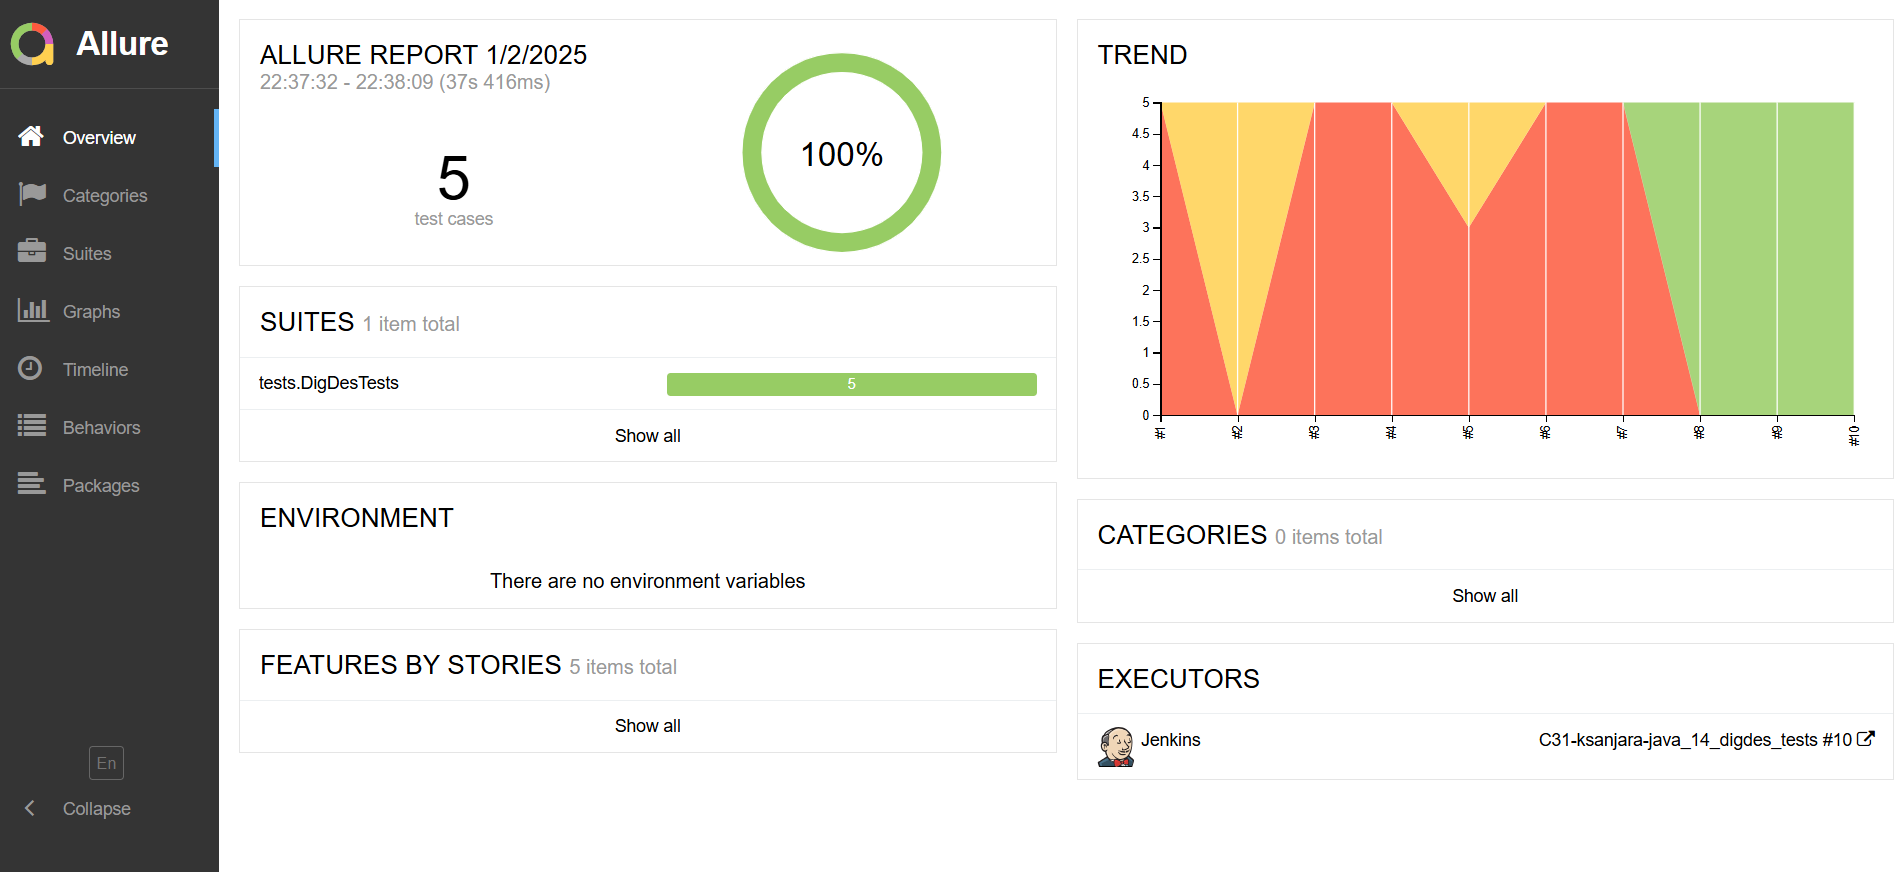 Allure
Overview
Categories
Suites
Graphs
Timeline
Behaviors
Packages
En
Collapse
ALLURE REPORT 1/2/2025
22:37:32 - 22:38:09 (37s 416ms)
5
test cases
100%
SUITES 1 item total
tests.DigDesTests 5
Show all
ENVIRONMENT
There are no environment variables
FEATURES BY STORIES 5 items total
Show all
TREND
5
4.5
4
3.5
3
2.5
2
1.5
1
0.5
0
#1 #2 #3 #4 #5 #6 #7 #8 #9 #10
CATEGORIES 0 items total
Show all
EXECUTORS
Jenkins C31-ksanjara-java_14_digdes_tests #10